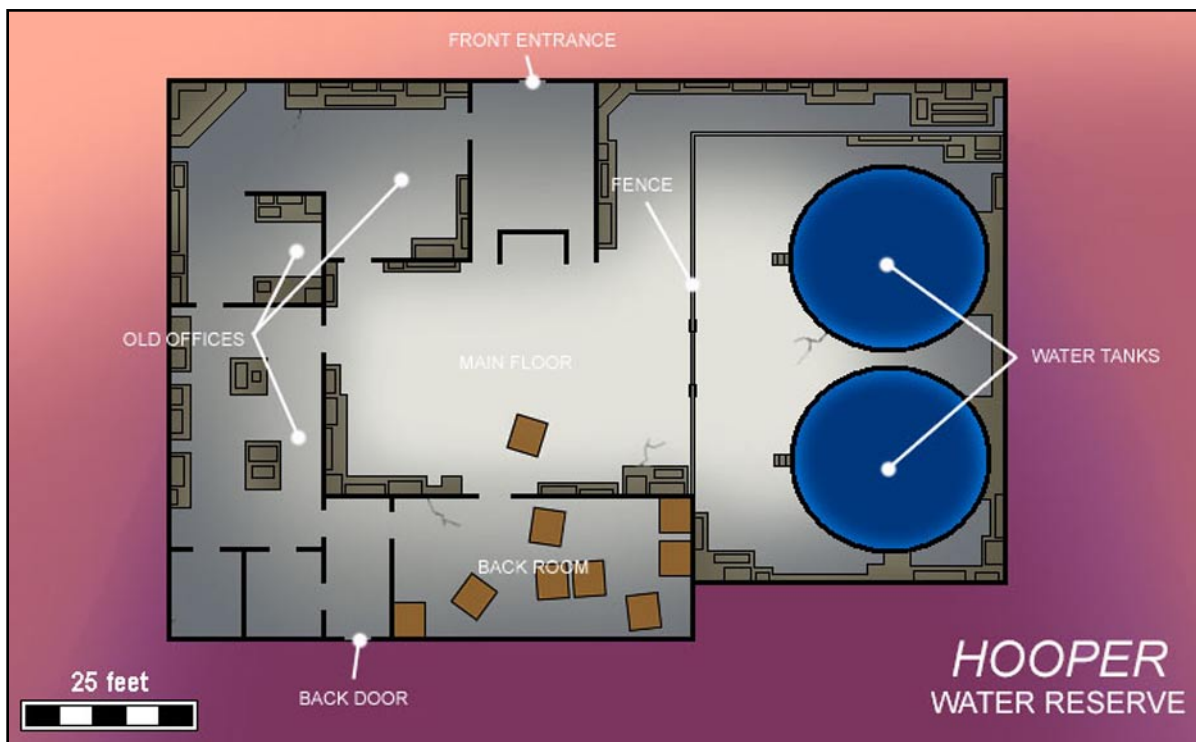 FRONT ENTRANCE
FENCE
OLD OFFICES
MAIN FLOOR
WATER TANKS
BACK ROOM
BACK DOOR
25 feet
HOOPER
WATER RESERVE